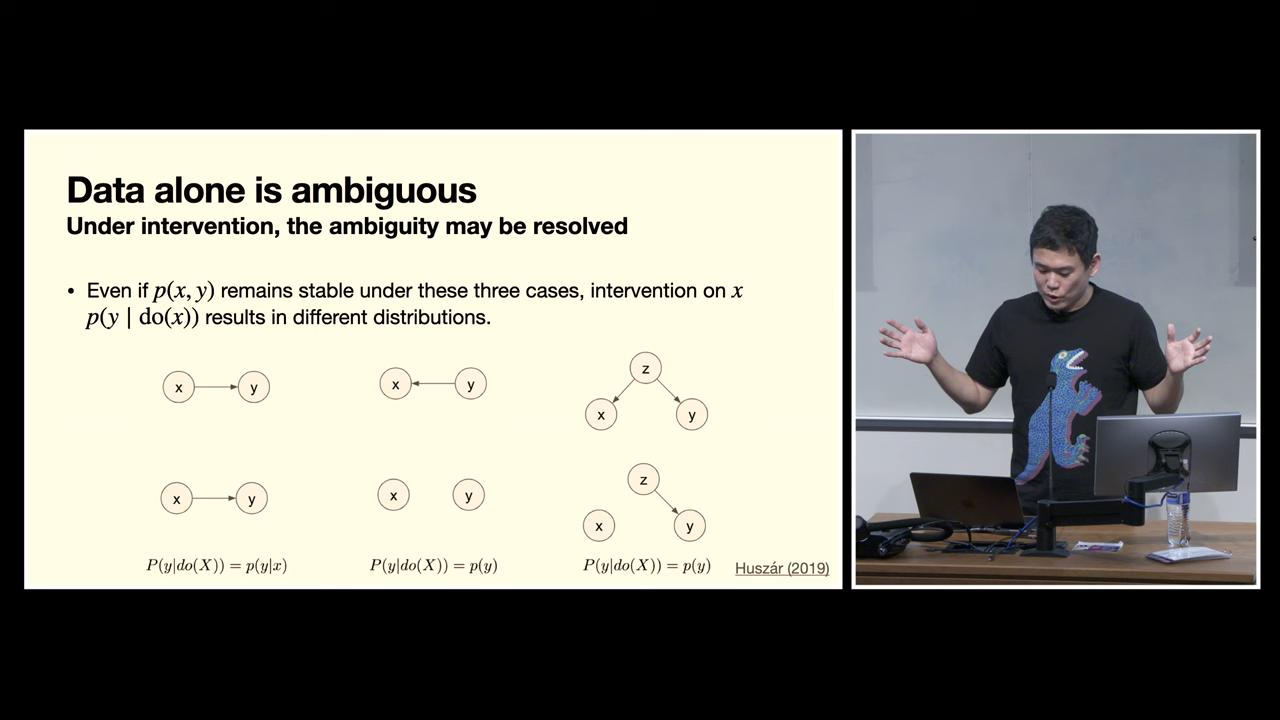 Data alone is ambiguous
Under intervention, the ambiguity may be resolved
• Even if p(x, y) remains stable under these three cases, intervention on x
p(y | do(x)) results in different distributions.
x y
x y
z
x y
x y
x y
z
x y
P(y|do(X)) = p(y|x)
P(y|do(X)) = p(y)
P(y|do(X)) = p(y)
Huszár (2019)